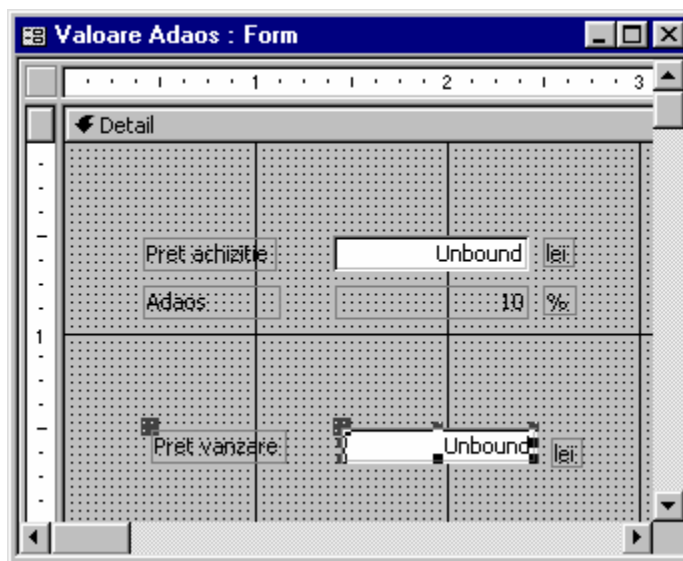 Valoare Adaos : Form
1 2 3
Detail
Pret achizitie Unbound lei
Adaos 10 %
1
Pret vanzare Unbound lei